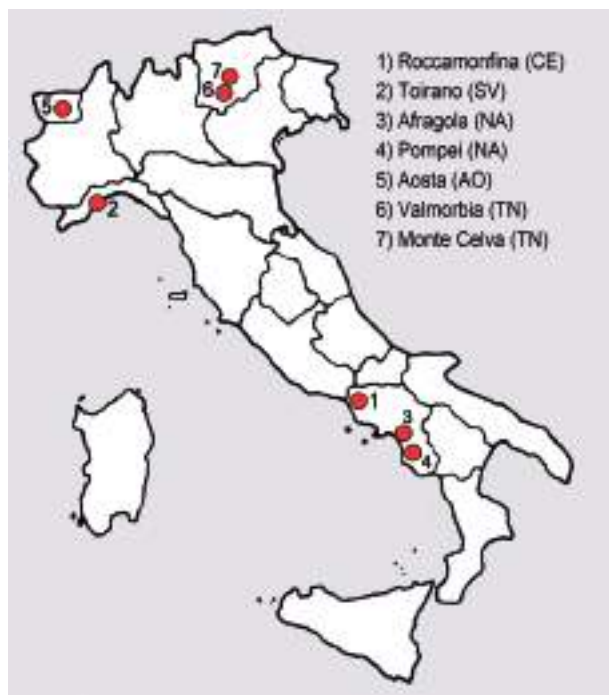 1) Roccamonfina (CE)
2) Toirano (SV)
3) Afragola (NA)
4) Pompei (NA)
5) Aosta (AO)
6) Valmorbia (TN)
7) Monte Celva (TN)
7
6
5
2
1
3
4